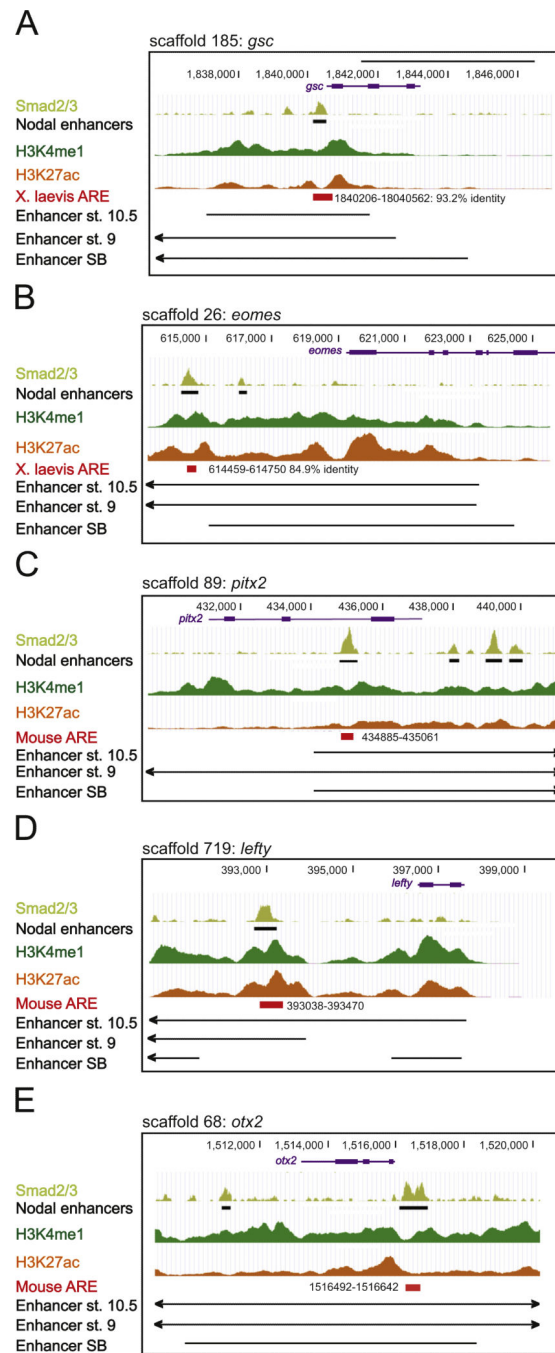 A
scaffold 185: gsc
1,838,000 1,840,000 1,842,000 1,844,000 1,846,000
gsc
Smad2/3
Nodal enhancers
H3K4me1
H3K27ac
X. laevis ARE 1840206-18040562: 93.2% identity
Enhancer st. 10.5
Enhancer st. 9
Enhancer SB
B
scaffold 26: eomes
615,000 617,000 619,000 621,000 623,000 625,000
eomes
Smad2/3
Nodal enhancers
H3K4me1
H3K27ac
X. laevis ARE 614459-614750 84.9% identity
Enhancer st. 10.5
Enhancer st. 9
Enhancer SB
C
scaffold 89: pitx2
432,000 434,000 436,000 438,000 440,000
pitx2
Smad2/3
Nodal enhancers
H3K4me1
H3K27ac
Mouse ARE 434885-435061
Enhancer st. 10.5
Enhancer st. 9
Enhancer SB
D
scaffold 719: lefty
393,000 395,000 397,000 399,000
lefty
Smad2/3
Nodal enhancers
H3K4me1
H3K27ac
Mouse ARE 393038-393470
Enhancer st. 10.5
Enhancer st. 9
Enhancer SB
E
scaffold 68: otx2
1,512,000 1,514,000 1,516,000 1,518,000 1,520,000
otx2
Smad2/3
Nodal enhancers
H3K4me1
H3K27ac
Mouse ARE 1516492-1516642
Enhancer st. 10.5
Enhancer st. 9
Enhancer SB